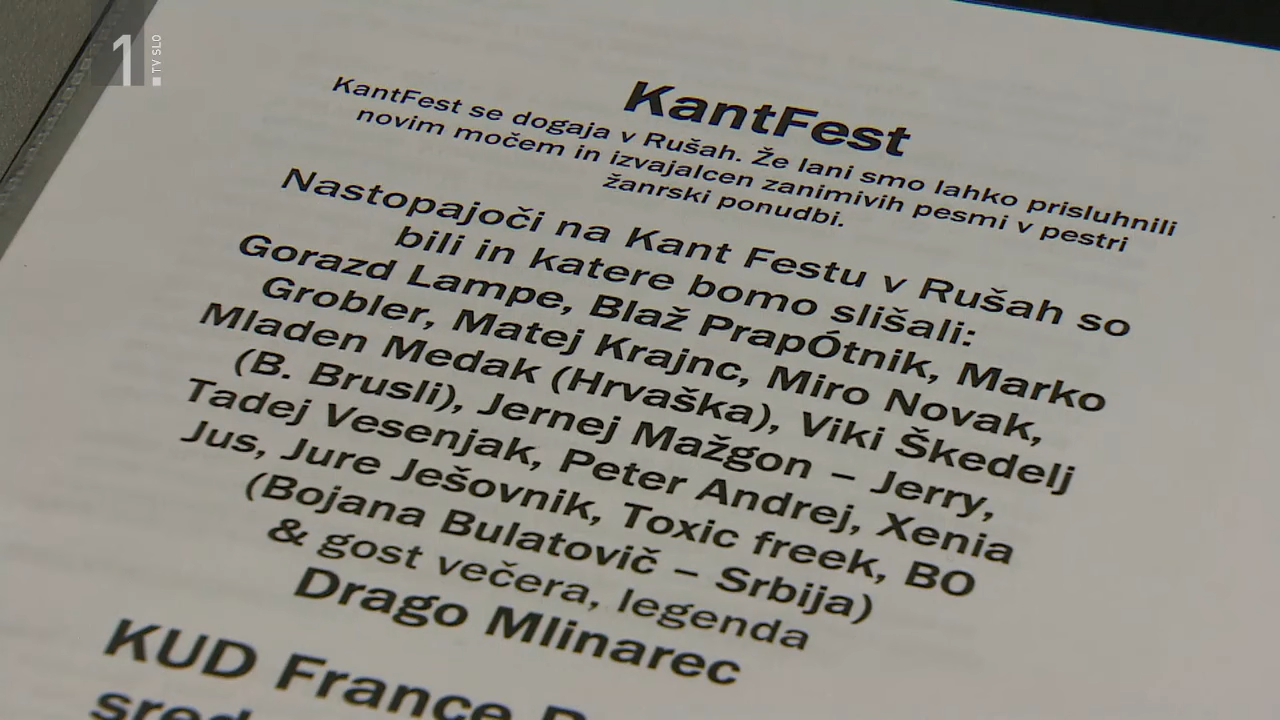 1.
TV SLO
KantFest
KantFest se dogaja v Rušah. Že lani smo lahko prisluhnili
novim močem in izvajalcen zanimivih pesmi v pestri
žanrski ponudbi.
Nastopajoči na Kant Festu v Rušah so
bili in katere bomo slišali:
Gorazd Lampe, Blaž PrapÓtnik, Marko
Grobler, Matej Krajnc, Miro Novak,
Mladen Medak (Hrvaška), Viki Škedelj
(B. Brusli), Jernej Mažgon – Jerry,
Tadej Vesenjak, Peter Andrej, Xenia
Jus, Jure Ješovnik, Toxic freek, BO
(Bojana Bulatovič – Srbija)
& gost večera, legenda
Drago Mlinarec
KUD France